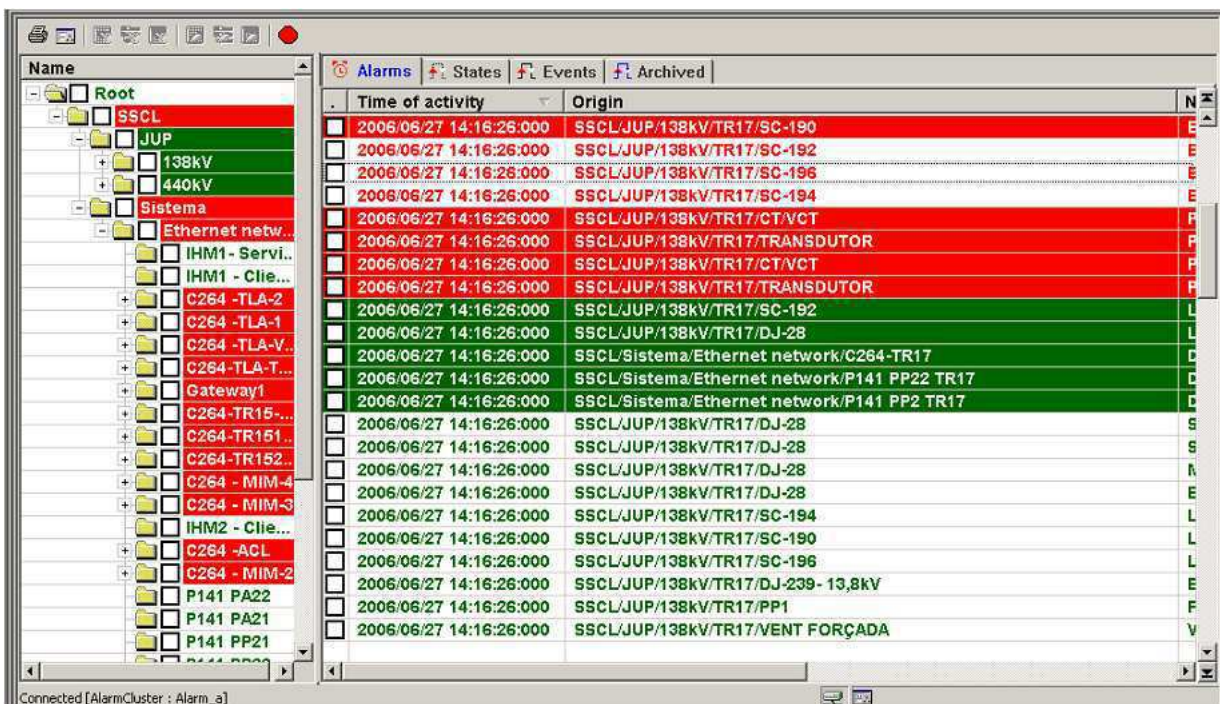 Name
Root
SSCL
JUP
138kV
440kV
Sistema
Ethernet netw...
IHM1- Servi..
IHM1 - Clie...
C264 -TLA-2
C264 -TLA-1
C264 -TLA-V..
C264-TLA-T...
Gateway1
C264-TR15-...
C264-TR151..
C264-TR152..
C264 - MIM-4
C264 - MIM-3
IHM2 - Clie...
C264 -ACL
C264 - MIM-2
P141 PA22
P141 PA21
P141 PP21
Alarms States Events Archived
. Time of activity Origin N
2006/06/27 14:16:26:000 SSCL/JUP/138kV/TR17/SC-190 E
2006/06/27 14:16:26:000 SSCL/JUP/138kV/TR17/SC-192 E
2006/06/27 14:16:26:000 SSCL/JUP/138kV/TR17/SC-196 E
2006/06/27 14:16:26:000 SSCL/JUP/138kV/TR17/SC-194 E
2006/06/27 14:16:26:000 SSCL/JUP/138kV/TR17/CT/VCT P
2006/06/27 14:16:26:000 SSCL/JUP/138kV/TR17/TRANSDUTOR P
2006/06/27 14:16:26:000 SSCL/JUP/138kV/TR17/CT/VCT P
2006/06/27 14:16:26:000 SSCL/JUP/138kV/TR17/TRANSDUTOR P
2006/06/27 14:16:26:000 SSCL/JUP/138kV/TR17/SC-192 L
2006/06/27 14:16:26:000 SSCL/JUP/138kV/TR17/DJ-28 L
2006/06/27 14:16:26:000 SSCL/Sistema/Ethernet network/C264-TR17 D
2006/06/27 14:16:26:000 SSCL/Sistema/Ethernet network/P141 PP22 TR17 D
2006/06/27 14:16:26:000 SSCL/Sistema/Ethernet network/P141 PP2 TR17 D
2006/06/27 14:16:26:000 SSCL/JUP/138kV/TR17/DJ-28 S
2006/06/27 14:16:26:000 SSCL/JUP/138kV/TR17/DJ-28 S
2006/06/27 14:16:26:000 SSCL/JUP/138kV/TR17/DJ-28
2006/06/27 14:16:26:000 SSCL/JUP/138kV/TR17/DJ-28 E
2006/06/27 14:16:26:000 SSCL/JUP/138kV/TR17/SC-194 L
2006/06/27 14:16:26:000 SSCL/JUP/138kV/TR17/SC-190 L
2006/06/27 14:16:26:000 SSCL/JUP/138kV/TR17/SC-196 L
2006/06/27 14:16:26:000 SSCL/JUP/138kV/TR17/DJ-239- 13,8kV E
2006/06/27 14:16:26:000 SSCL/JUP/138kV/TR17/PP1 F
2006/06/27 14:16:26:000 SSCL/JUP/138kV/TR17/VENT FORÇADA V
Connected [AlarmCluster : Alarm_a]